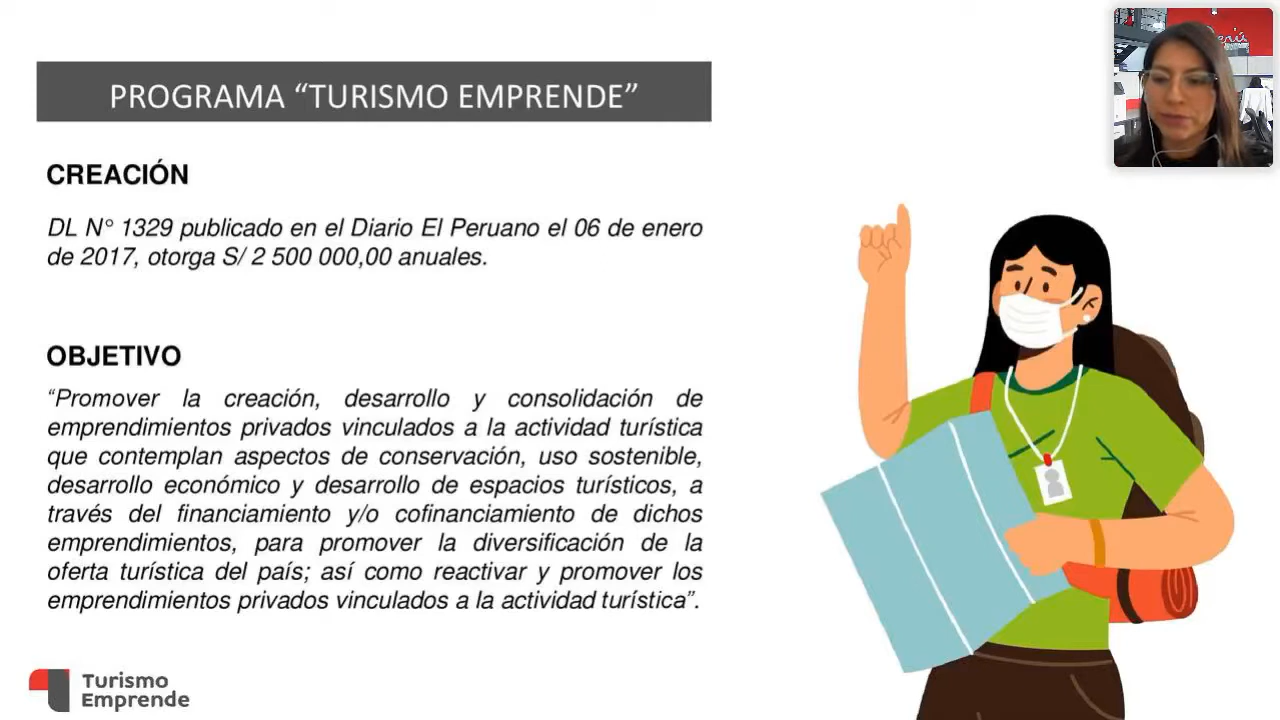 PROGRAMA “TURISMO EMPRENDE”
CREACIÓN
DL N° 1329 publicado en el Diario El Peruano el 06 de enero
de 2017, otorga S/ 2 500 000,00 anuales.
OBJETIVO
“Promover la creación, desarrollo y consolidación de
emprendimientos privados vinculados a la actividad turística
que contemplan aspectos de conservación, uso sostenible,
desarrollo económico y desarrollo de espacios turísticos, a
través del financiamiento y/o cofinanciamiento de dichos
emprendimientos, para promover la diversificación de la
oferta turística del país; así como reactivar y promover los
emprendimientos privados vinculados a la actividad turística”.
Turismo
Emprende